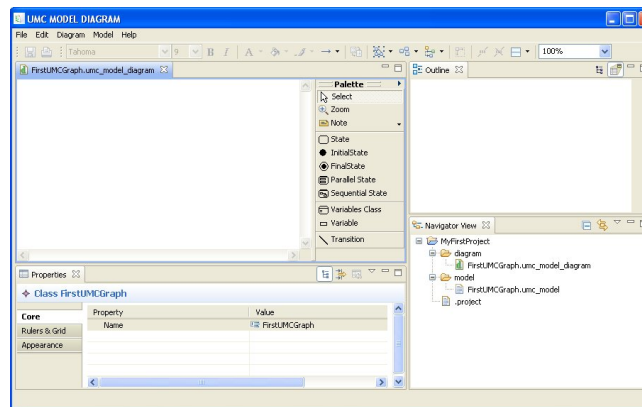 UMC MODEL DIAGRAM
File Edit Diagram Model Help
Tahoma 9 B I A 100%
FirstUMCGraph.umc_model_diagram
Palette
Select
Zoom
Note
State
InitialState
FinalState
Parallel State
Sequential State
Variables Class
Variable
Transition
Outline
Properties
Class FirstUMCGraph
Core
Rulers & Grid
Appearance
Property Value
Name FirstUMCGraph
Navigator View
MyFirstProject
diagram
FirstUMCGraph.umc_model_diagram
model
FirstUMCGraph.umc_model
.project